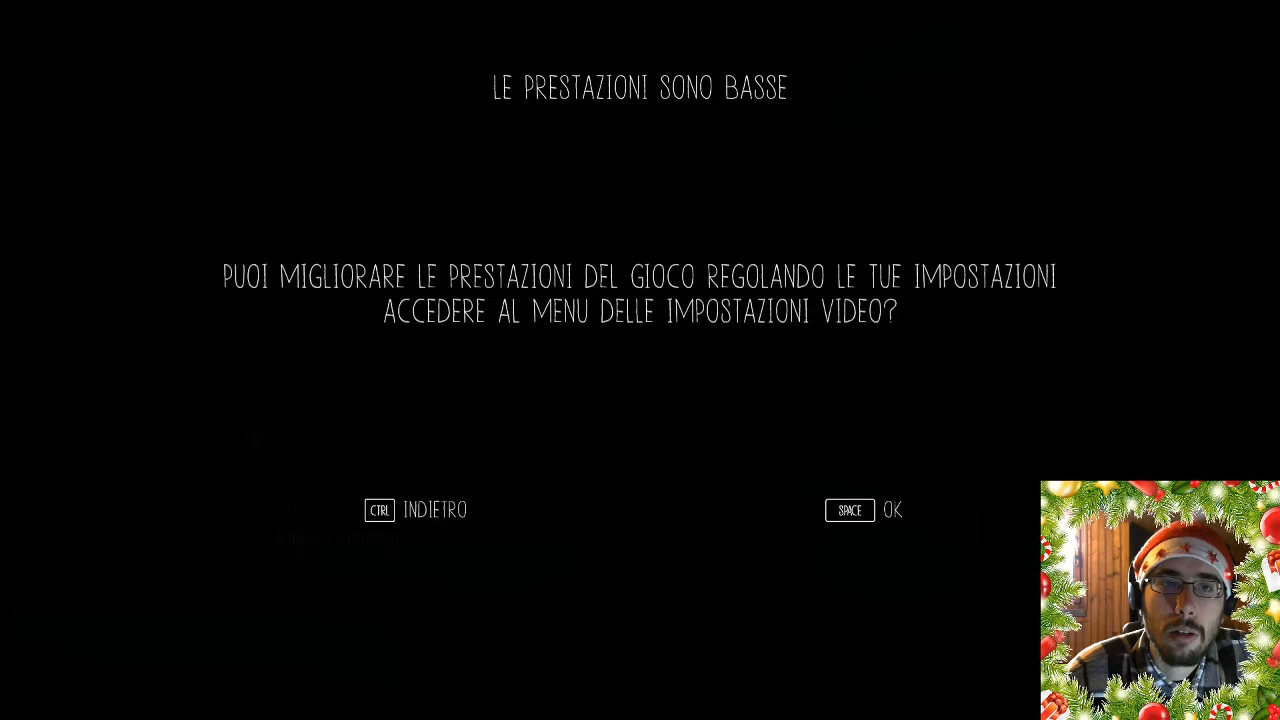 LE PRESTAZIONI SONO BASSE
PUOI MIGLIORARE LE PRESTAZIONI DEL GIOCO REGOLANDO LE TUE IMPOSTAZIONI
ACCEDERE AL MENU DELLE IMPOSTAZIONI VIDEO?
CTRL INDIETRO
SPACE OK